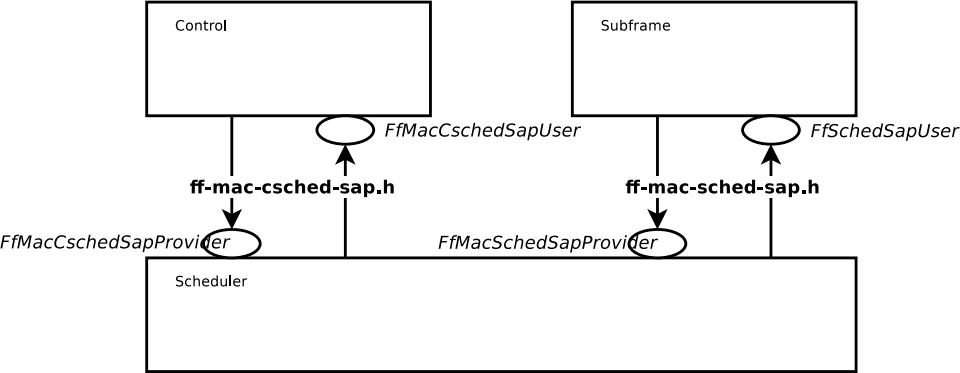 Control
Subframe
FfMacCschedSapUser
FfSchedSapUser
ff-mac-csched-sap.h
ff-mac-sched-sap.h
FfMacCschedSapProvider
FfMacSchedSapProvider
Scheduler